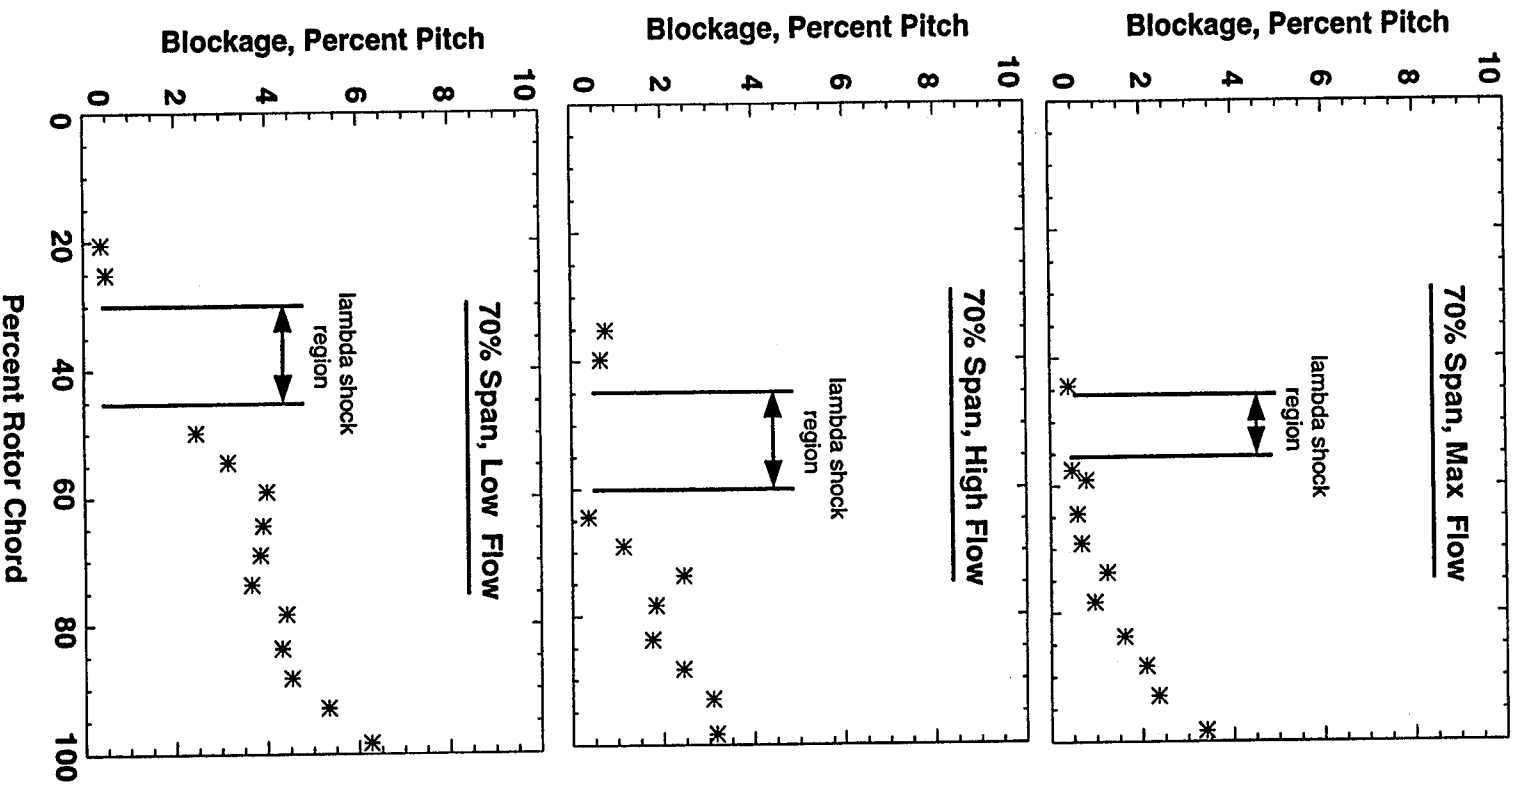 Blockage, Percent Pitch
10
8
6
4
2
0
70% Span, Max Flow
lambda shock
region
Blockage, Percent Pitch
10
8
6
4
2
0
70% Span, High Flow
lambda shock
region
Blockage, Percent Pitch
10
8
6
4
2
0
70% Span, Low Flow
lambda shock
region
0
20
40
60
80
100
Percent Rotor Chord